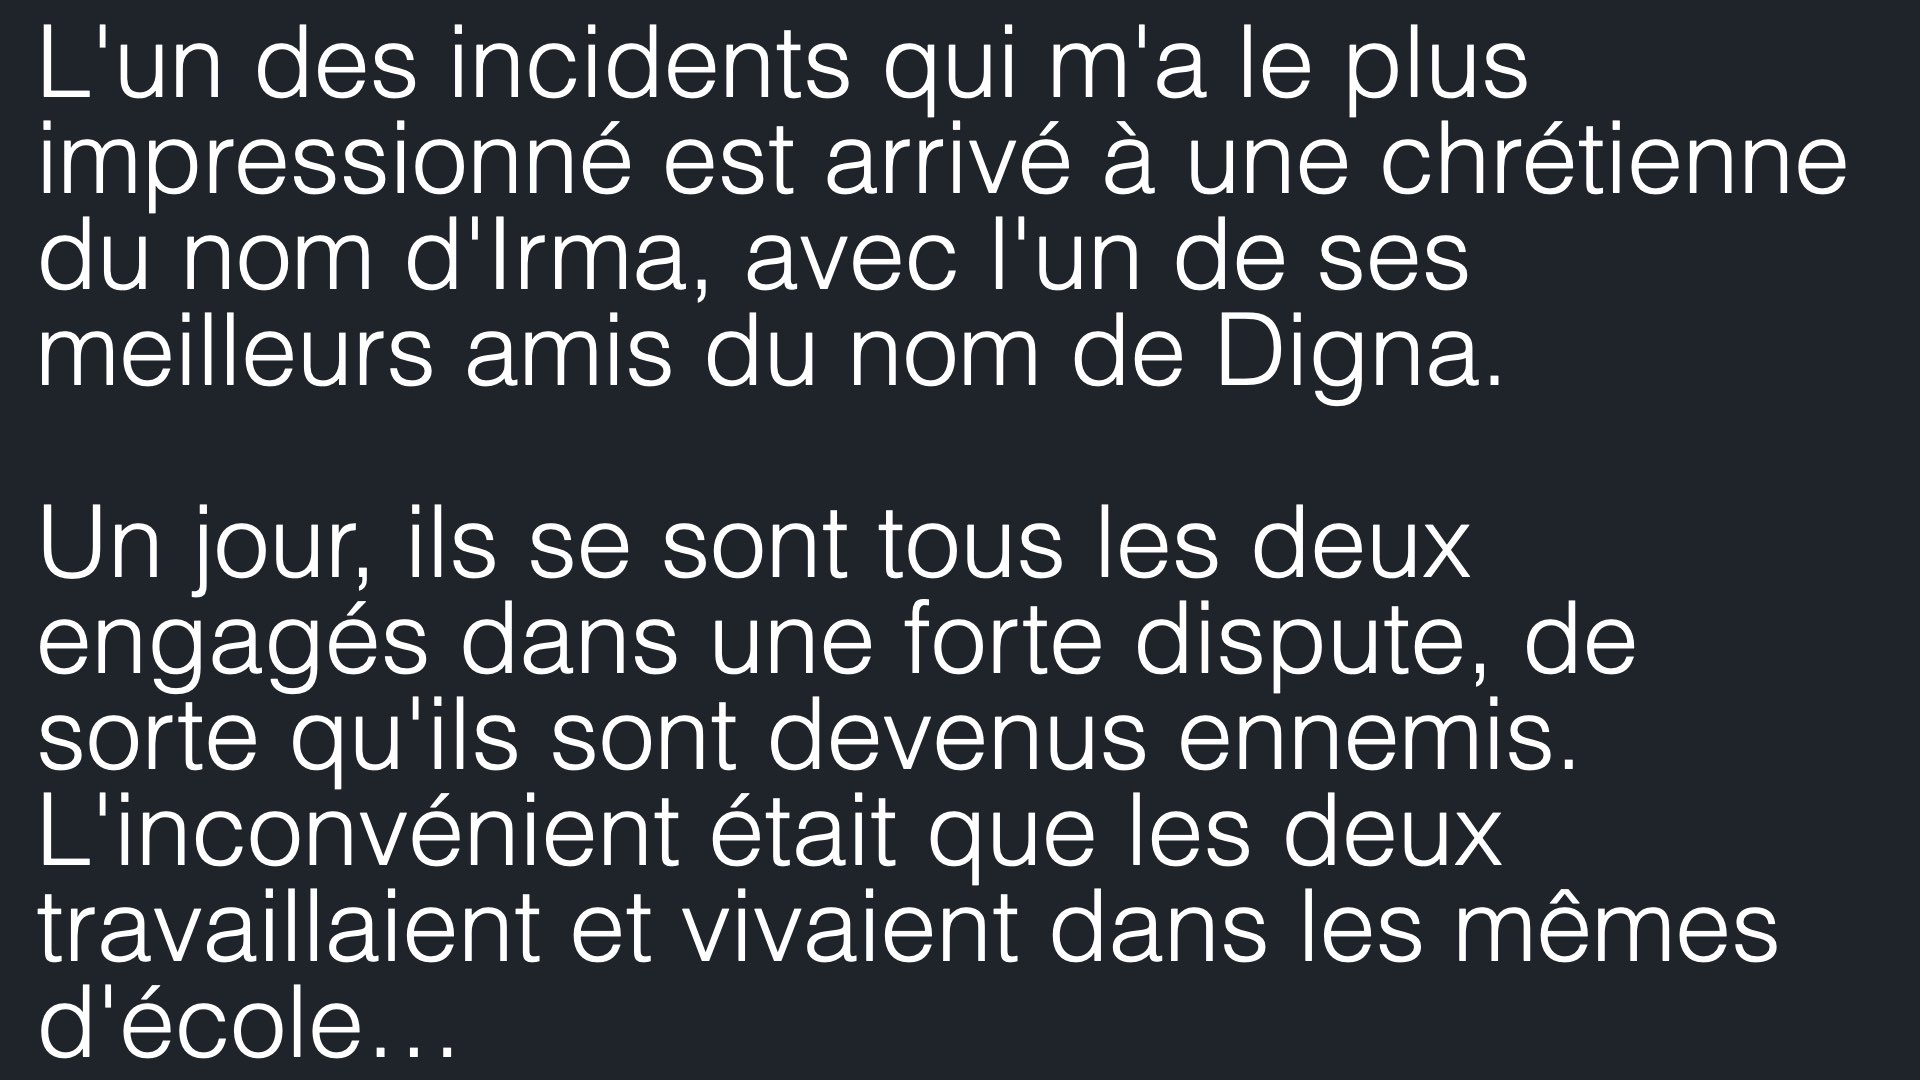 L'un des incidents qui m'a le plus
impressionné est arrivé à une chrétienne
du nom d'Irma, avec l'un de ses
meilleurs amis du nom de Digna.
Un jour, ils se sont tous les deux
engagés dans une forte dispute, de
sorte qu'ils sont devenus ennemis.
L'inconvénient était que les deux
travaillaient et vivaient dans les mêmes
d'école…